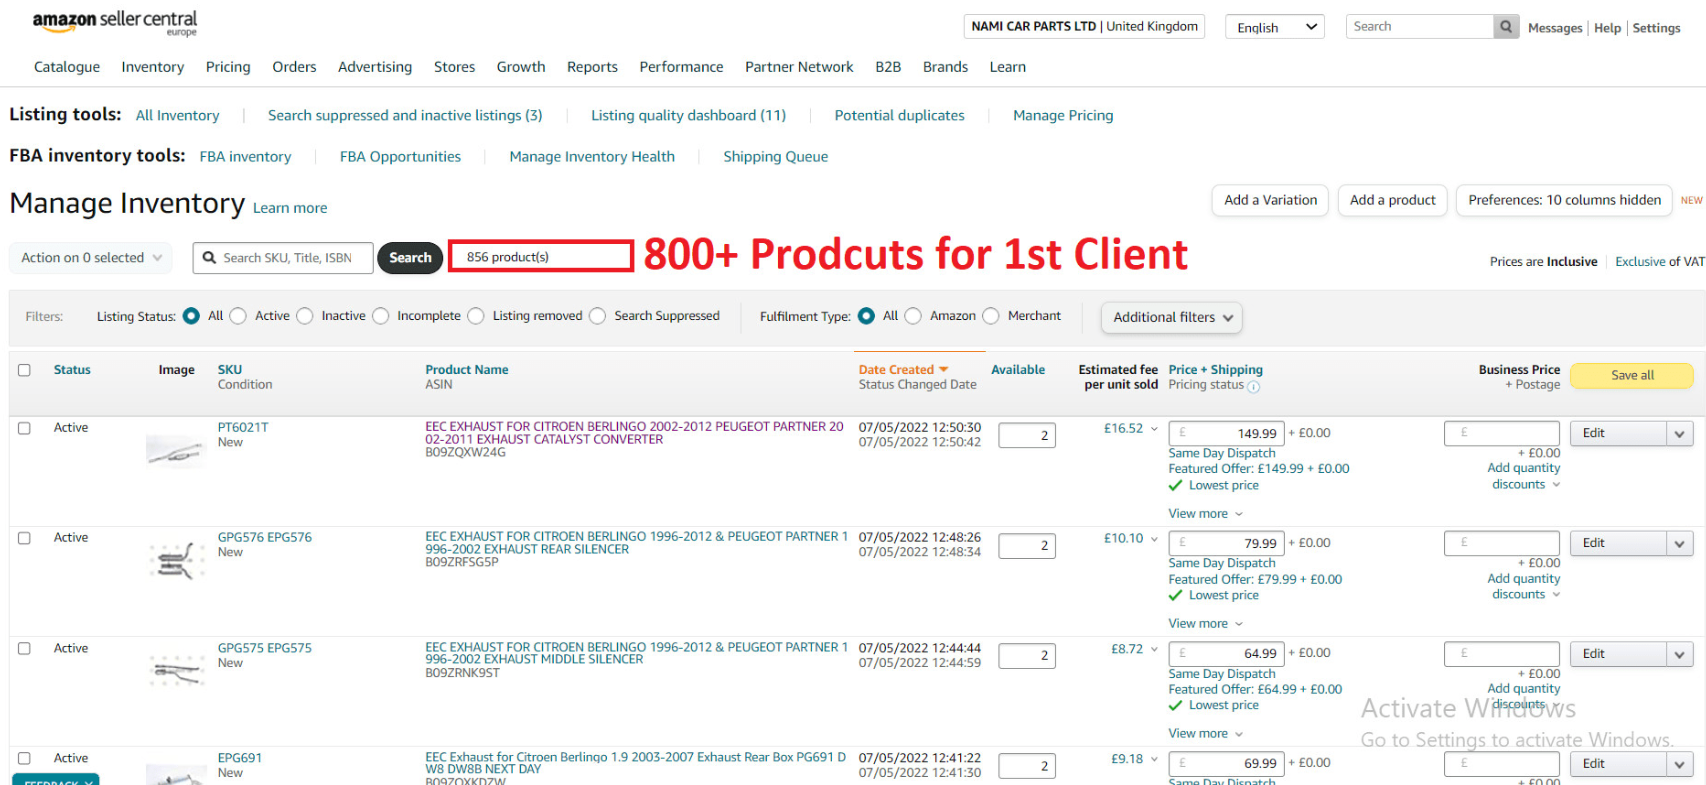 amazon seller central
europe
NAMI CAR PARTS LTD | United Kingdom
English
Search
Messages | Help | Settings
Catalogue Inventory Pricing Orders Advertising Stores Growth Reports Performance Partner Network B2B Brands Learn
Listing tools: All Inventory | Search suppressed and inactive listings (3) | Listing quality dashboard (11) | Potential duplicates | Manage Pricing
FBA inventory tools: FBA inventory | FBA Opportunities | Manage Inventory Health | Shipping Queue
Manage Inventory Learn more
Add a Variation Add a product Preferences: 10 columns hidden NEW
Action on 0 selected Search SKU, Title, ISBN Search 856 product(s) 800+ Prodcuts for 1st Client
Prices are Inclusive | Exclusive of VAT
Filters: Listing Status: All Active Inactive Incomplete Listing removed Search Suppressed Fulfilment Type: All Amazon Merchant Additional filters
Status Image SKU Product Name Date Created Available Estimated fee Price + Shipping Business Price Save all
Condition ASIN Status Changed Date per unit sold Pricing status + Postage
Active PT6021T EEC EXHAUST FOR CITROEN BERLINGO 2002-2012 PEUGEOT PARTNER 20 07/05/2022 12:50:30 2 £16.52 £ 149.99 + £0.00 £ Edit
New 02-2011 EXHAUST CATALYST CONVERTER 07/05/2022 12:50:42
B09ZQXW24G
Same Day Dispatch + £0.00
Featured Offer: £149.99 + £0.00 Add quantity
Lowest price discounts
View more
Active GPG576 EPG576 EEC EXHAUST FOR CITROEN BERLINGO 1996-2012 & PEUGEOT PARTNER 1 07/05/2022 12:48:26 2 £10.10 £ 79.99 + £0.00 £ Edit
New 996-2002 EXHAUST REAR SILENCER 07/05/2022 12:48:34
B09ZRFSG5P
Same Day Dispatch + £0.00
Featured Offer: £79.99 + £0.00 Add quantity
Lowest price discounts
View more
Active GPG575 EPG575 EEC EXHAUST FOR CITROEN BERLINGO 1996-2012 & PEUGEOT PARTNER 1 07/05/2022 12:44:44 2 £8.72 £ 64.99 + £0.00 £ Edit
New 996-2002 EXHAUST MIDDLE SILENCER 07/05/2022 12:44:59
B09ZRNK9ST
Same Day Dispatch + £0.00
Featured Offer: £64.99 + £0.00 Add quantity
Lowest price discounts
View more
Activate Windows
Go to Settings to activate Windows.
Active EPG691 EEC Exhaust for Citroen Berlingo 1.9 2003-2007 Exhaust Rear Box PG691 D 07/05/2022 12:41:22 2 £9.18 £ 69.99 + £0.00 £ Edit
New W8 DW8B NEXT DAY 07/05/2022 12:41:30
Same Day Dispatch + £0.00
FEEDBACK